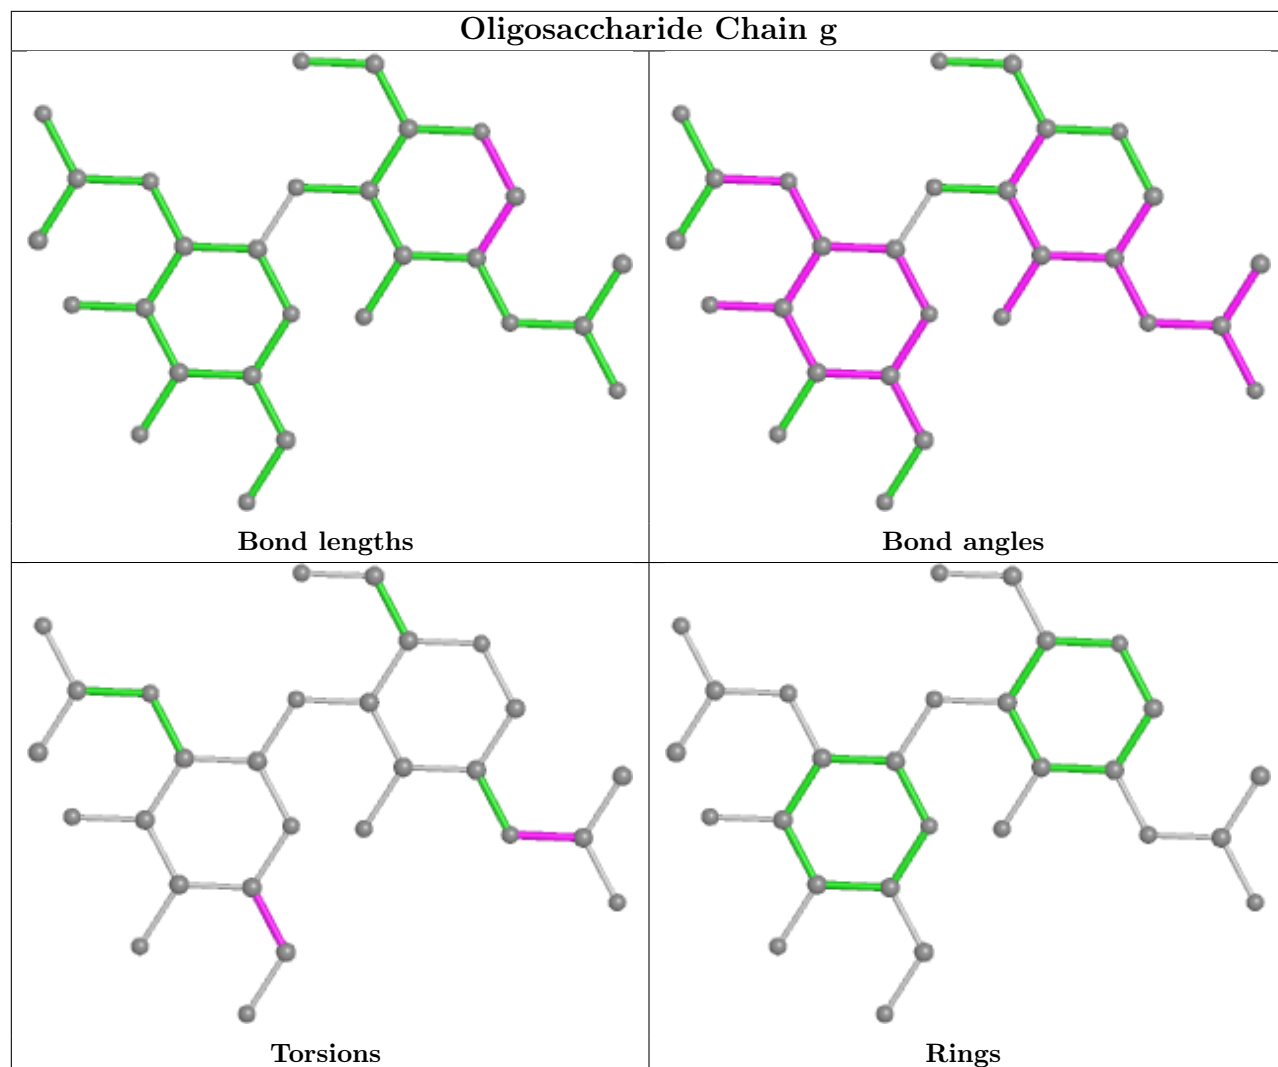 Oligosaccharide Chain g
Bond lengths
Bond angles
Torsions
Rings